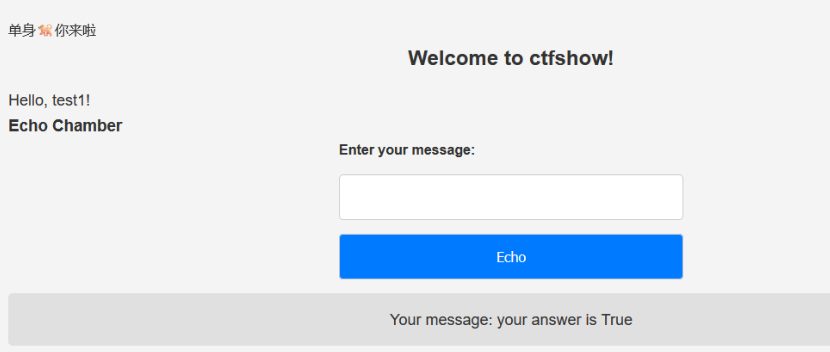 单身🐕你来啦
Welcome to ctfshow!
Hello, test1!
Echo Chamber
Enter your message:
Echo
Your message: your answer is True